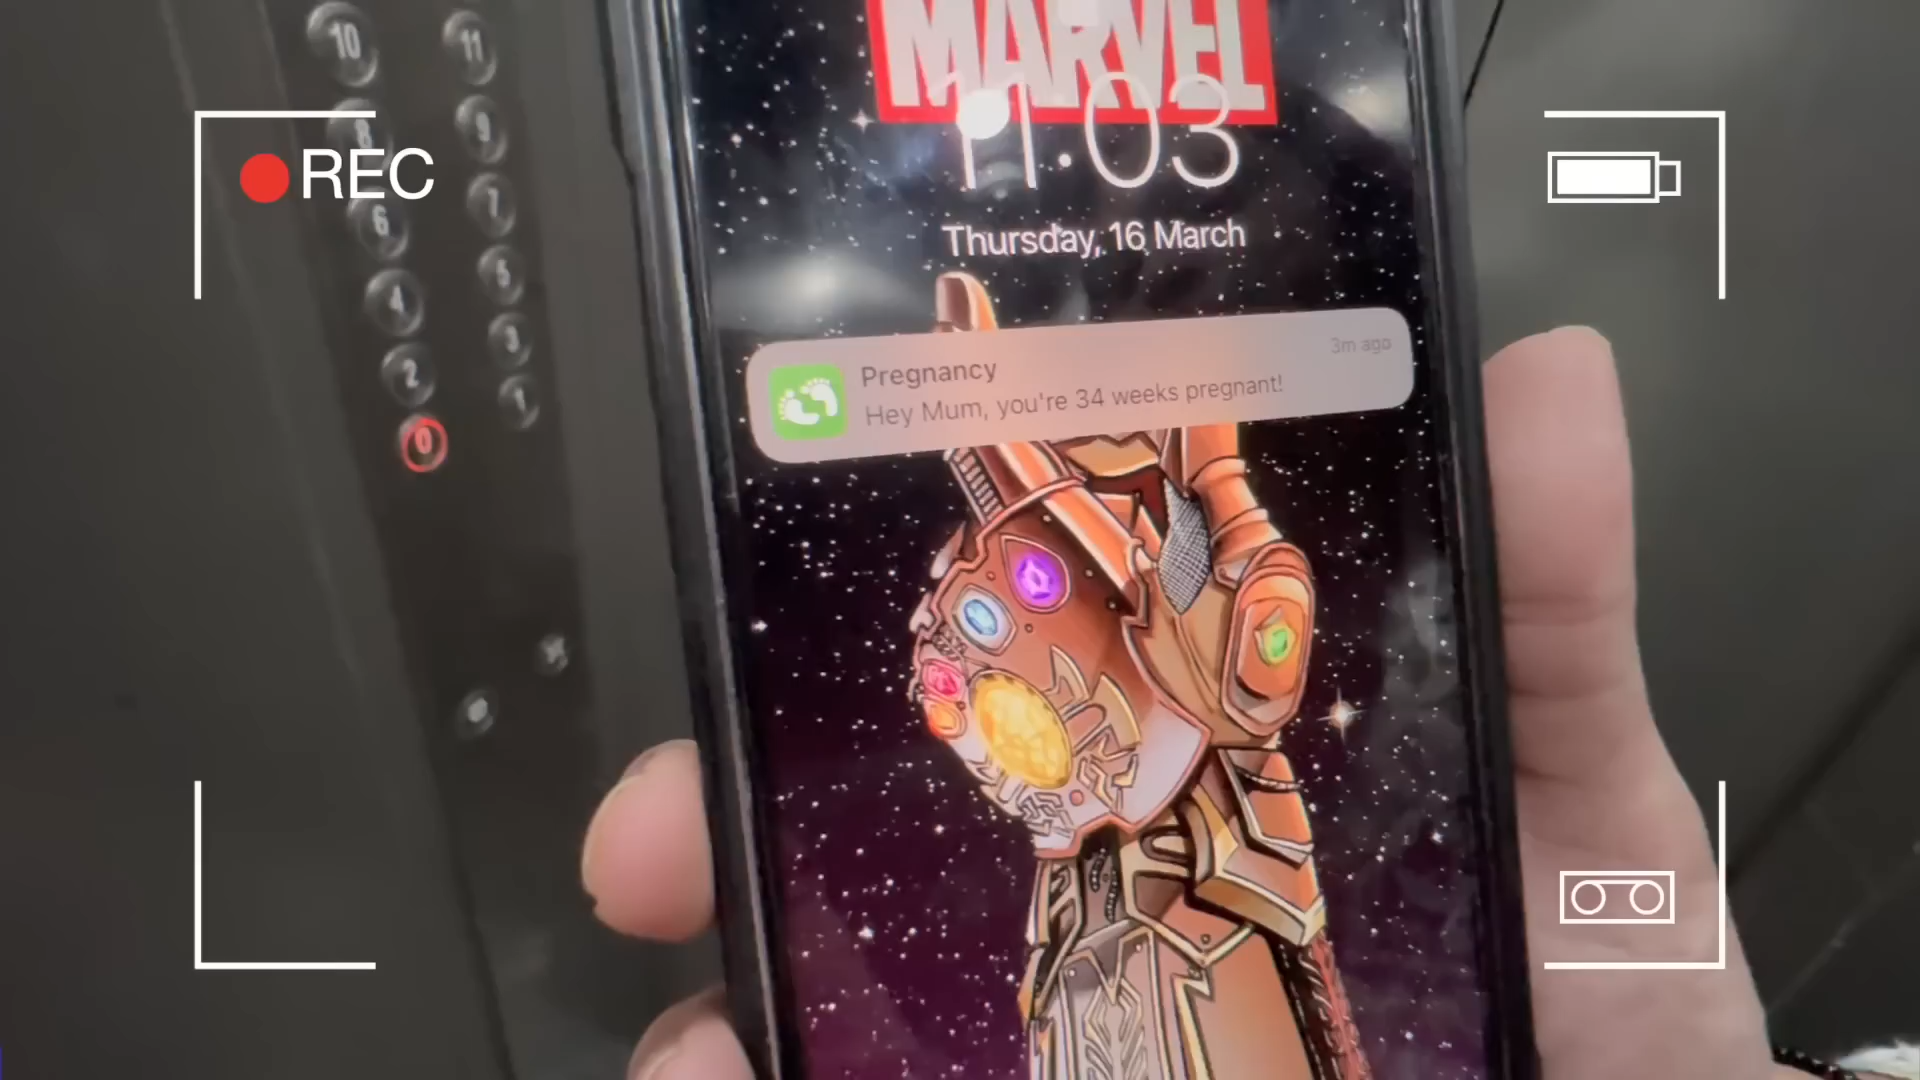 MARVEL
11:03
Thursday, 16 March
Pregnancy
3m ago
Hey Mum, you're 34 weeks pregnant!
REC
10
11
8
9
6
7
4
5
2
3
0
1